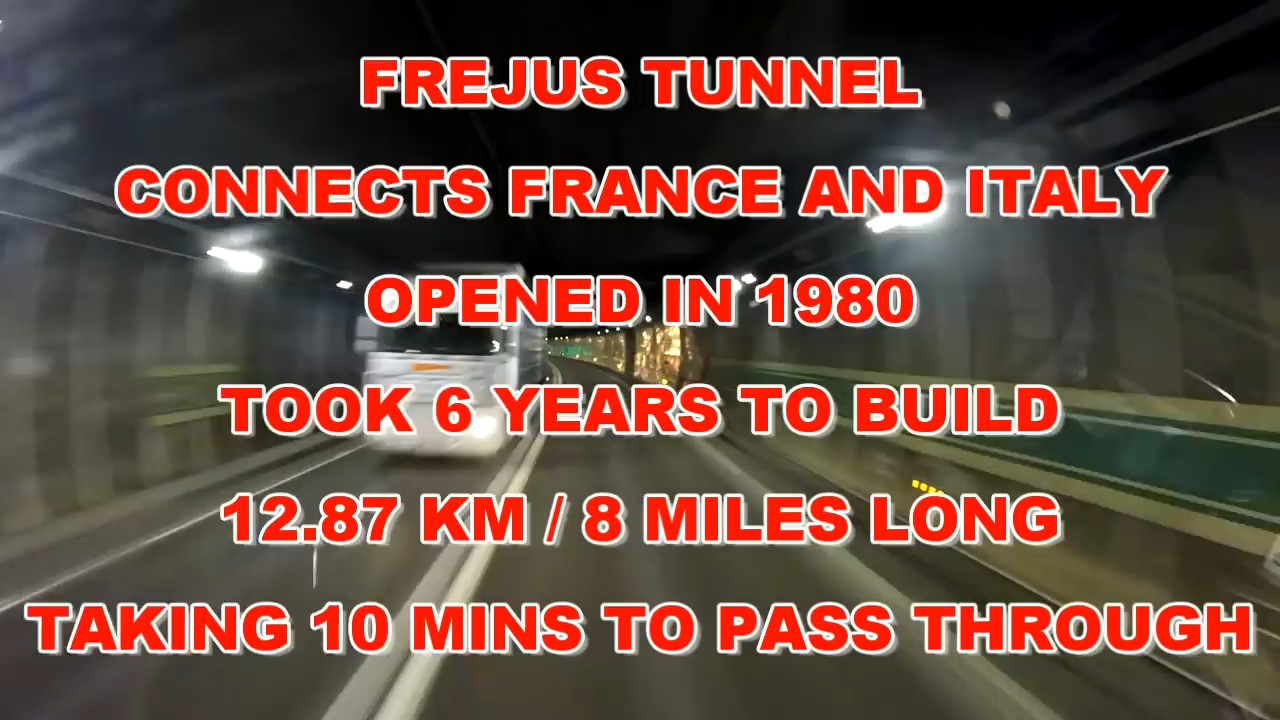 FREJUS TUNNEL
CONNECTS FRANCE AND ITALY
OPENED IN 1980
TOOK 6 YEARS TO BUILD
12.87 KM / 8 MILES LONG
TAKING 10 MINS TO PASS THROUGH